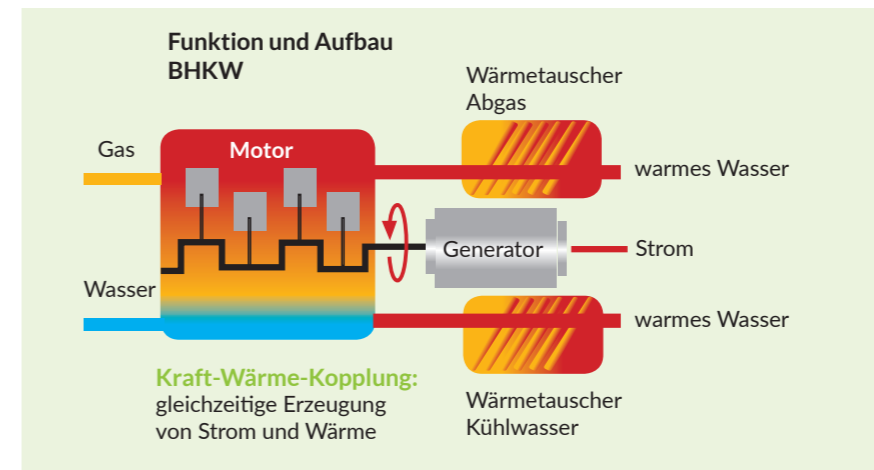 Funktion und Aufbau
BHKW
Wärmetauscher
Abgas
Gas
Motor
warmes Wasser
Generator
Strom
Wasser
warmes Wasser
Kraft-Wärme-Kopplung:
gleichzeitige Erzeugung
von Strom und Wärme
Wärmetauscher
Kühlwasser